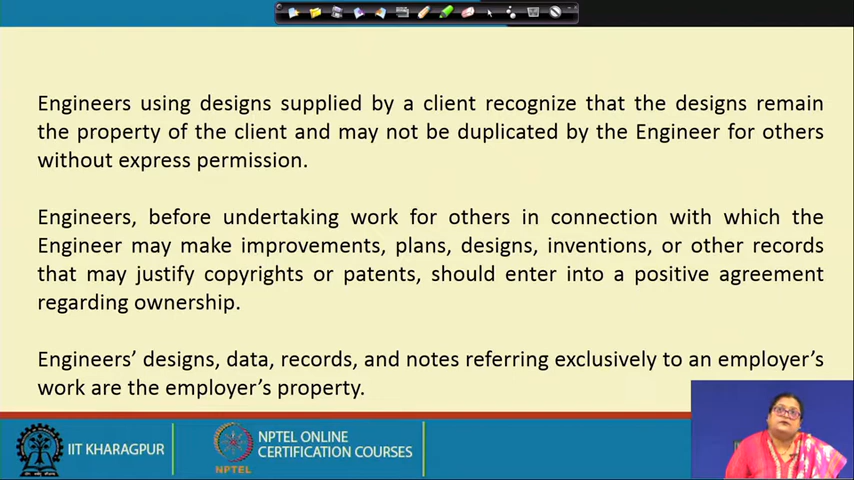 Engineers using designs supplied by a client recognize that the designs remain
the property of the client and may not be duplicated by the Engineer for others
without express permission.
Engineers, before undertaking work for others in connection with which the
Engineer may make improvements, plans, designs, inventions, or other records
that may justify copyrights or patents, should enter into a positive agreement
regarding ownership.
Engineers' designs, data, records, and notes referring exclusively to an employer's
work are the employer's property.
IIT KHARAGPUR
NPTEL
NPTEL ONLINE
CERTIFICATION COURSES